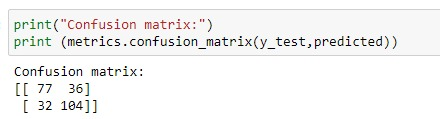 print("Confusion matrix:")
print (metrics.confusion_matrix(y_test,predicted))
Confusion matrix:
[[ 77  36]
 [ 32 104]]